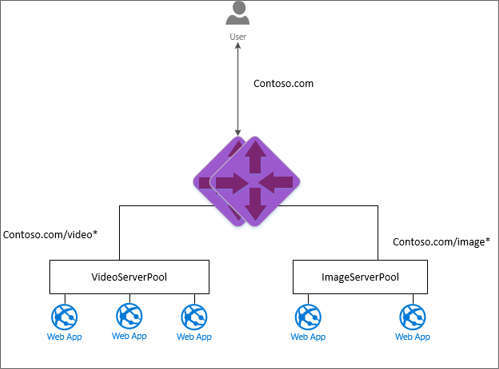 User
Contoso.com
Contoso.com/video*
Contoso.com/image*
VideoServerPool
ImageServerPool
Web App
Web App
Web App
Web App
Web App